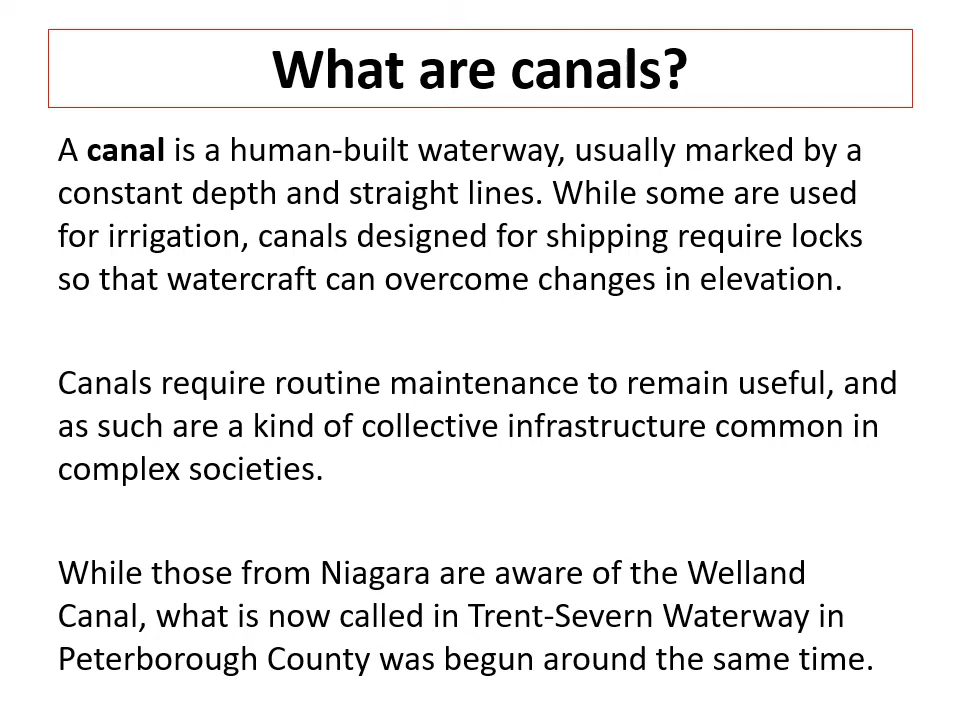 What are canals?
A canal is a human-built waterway, usually marked by a
constant depth and straight lines. While some are used
for irrigation, canals designed for shipping require locks
so that watercraft can overcome changes in elevation.
Canals require routine maintenance to remain useful, and
as such are a kind of collective infrastructure common in
complex societies.
While those from Niagara are aware of the Welland
Canal, what is now called in Trent-Severn Waterway in
Peterborough County was begun around the same time.